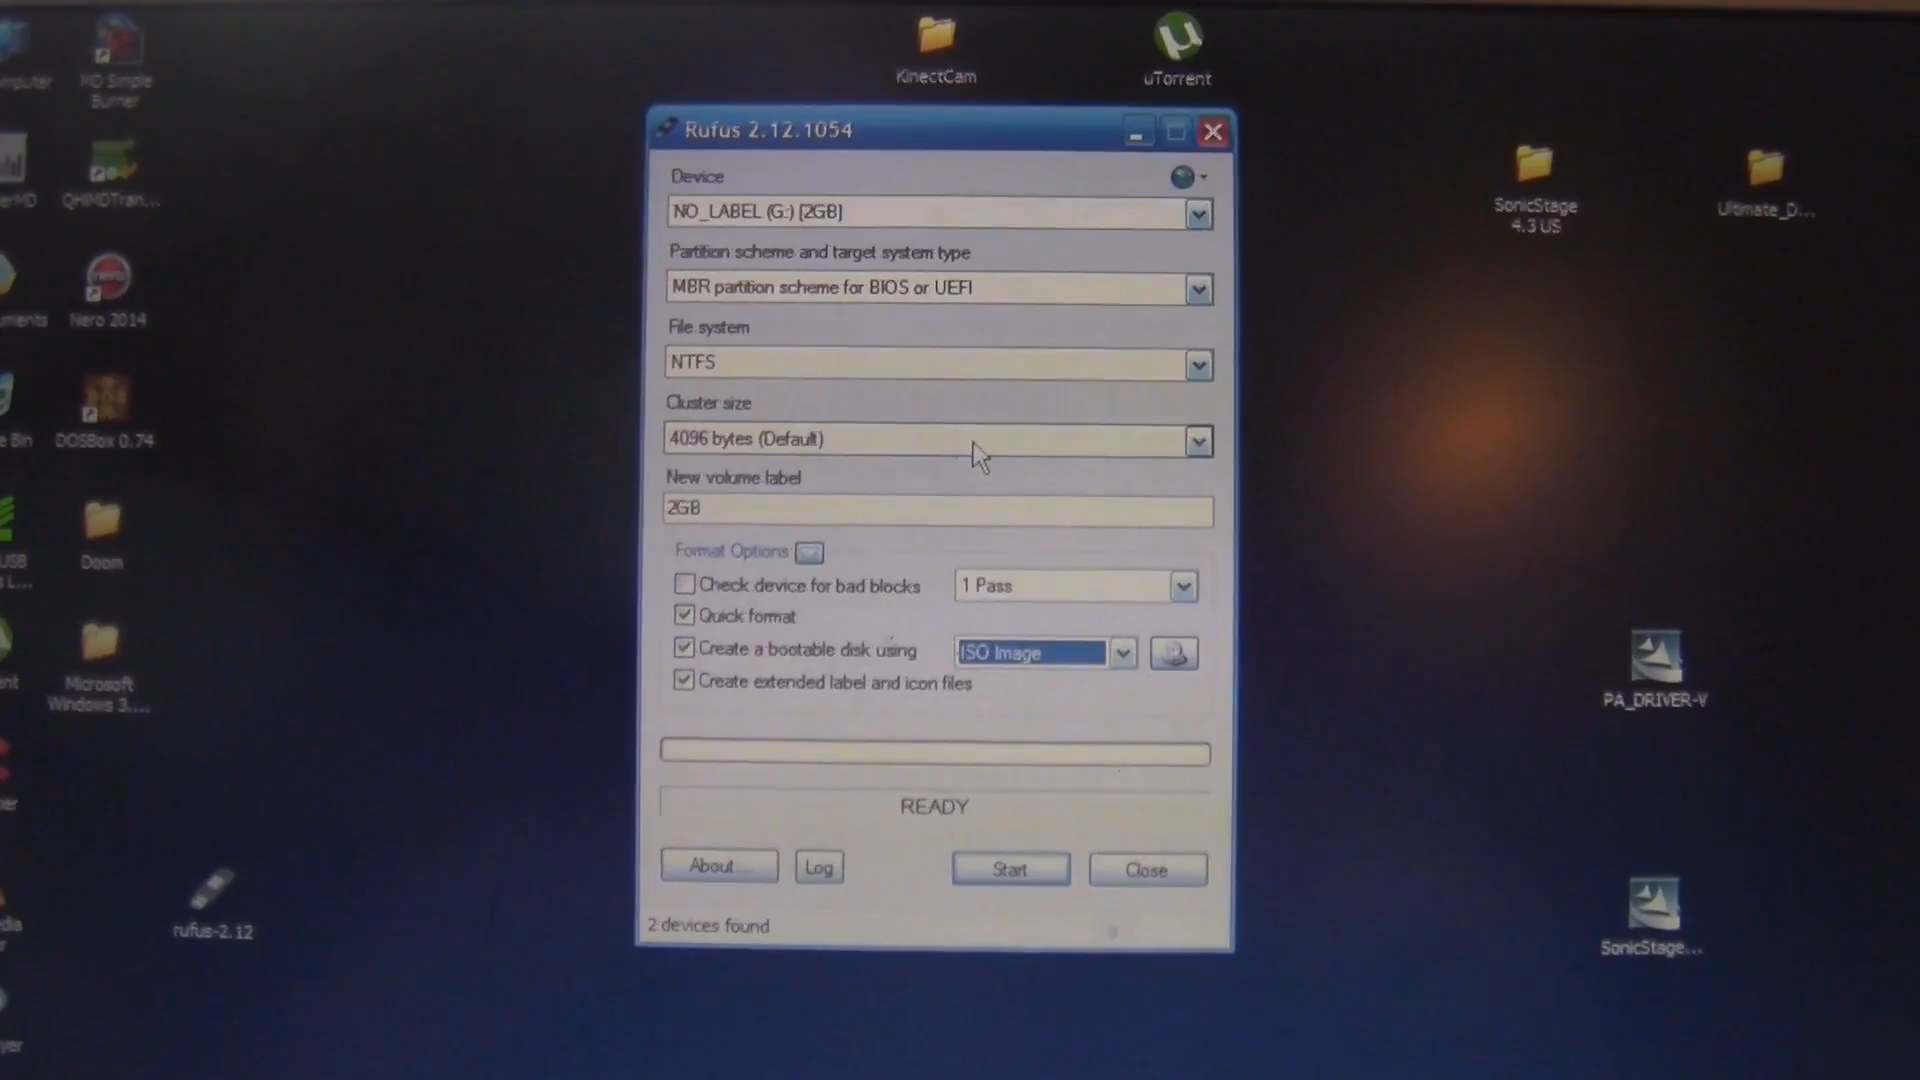 KinectCam
uTorrent
MD Simple
Burner
Rufus 2.12.1054
Device
NO_LABEL (G:) [2GB]
Partition scheme and target system type
MBR partition scheme for BIOS or UEFI
File system
NTFS
Cluster size
4096 bytes (Default)
New volume label
2GB
Format Options
Check device for bad blocks
1 Pass
Quick format
Create a bootable disk using
ISO Image
Create extended label and icon files
READY
About...
Log
Start
Close
2 devices found
QHIMDTran...
Nero 2014
DOSBox 0.74
Doom
Microsoft
Windows 3....
rufus-2.12
SonicStage
4.3 US
Ultimate_D...
PA_DRIVER-V
SonicStage...
e Bin
USB
s L...